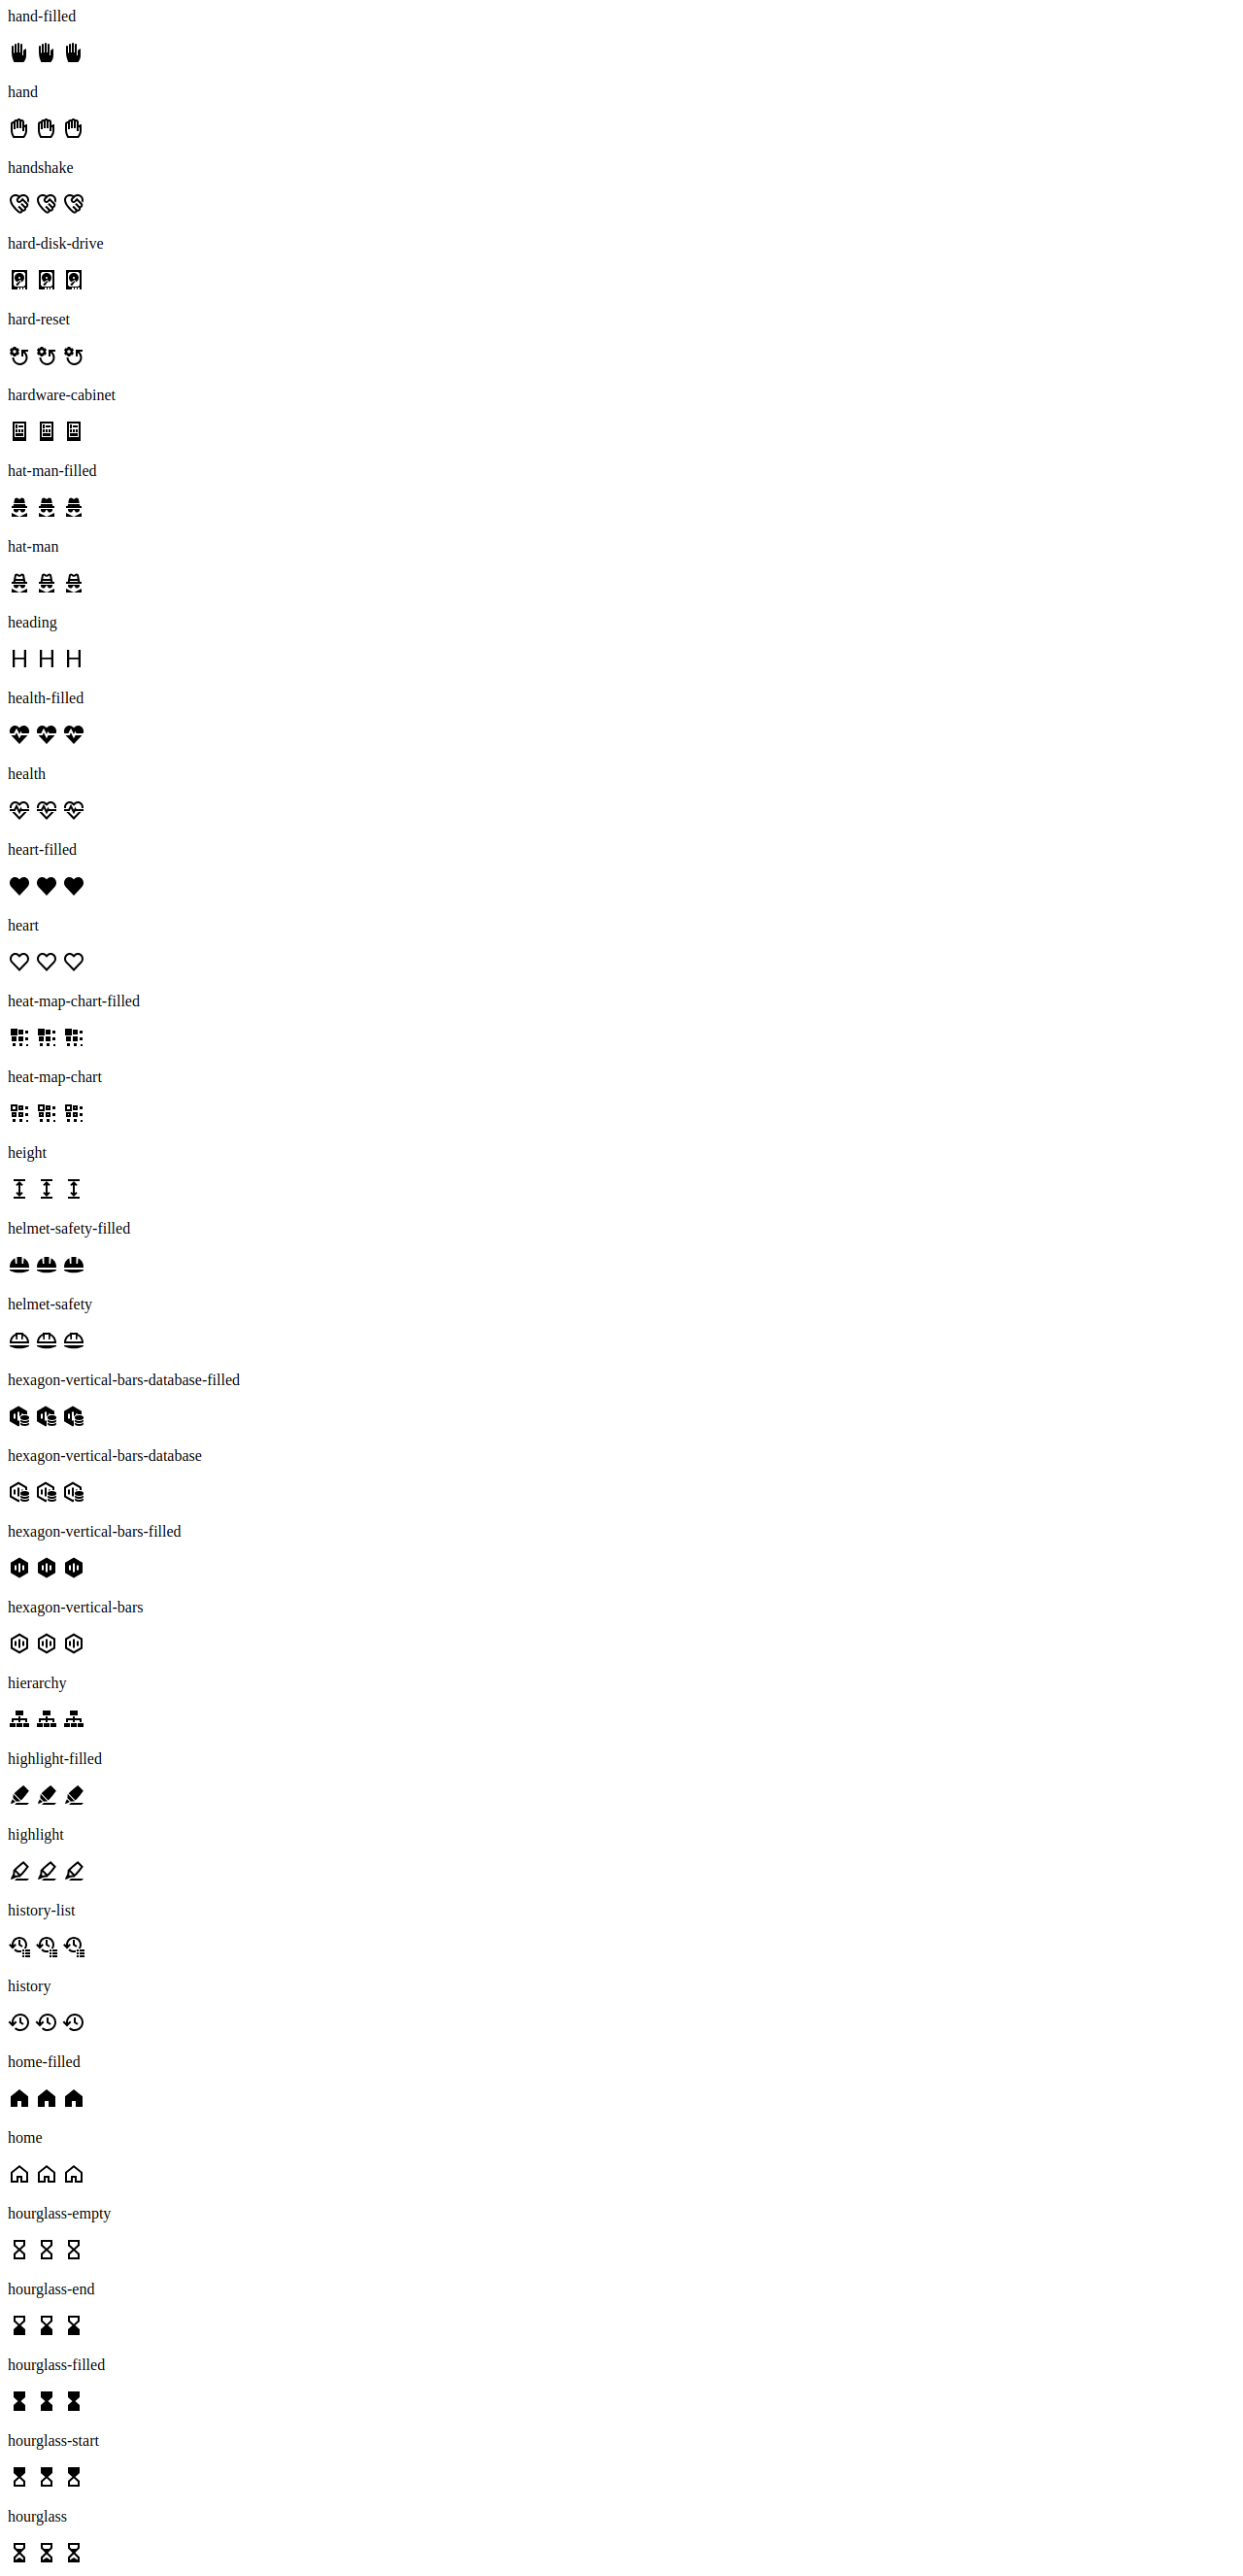 hand-filled
hand
handshake
hard-disk-drive
hard-reset
hardware-cabinet
hat-man-filled
hat-man
heading
health-filled
health
heart-filled
heart
heat-map-chart-filled
heat-map-chart
height
helmet-safety-filled
helmet-safety
hexagon-vertical-bars-database-filled
hexagon-vertical-bars-database
hexagon-vertical-bars-filled
hexagon-vertical-bars
hierarchy
highlight-filled
highlight
history-list
history
home-filled
home
hourglass-empty
hourglass-end
hourglass-filled
hourglass-start
hourglass